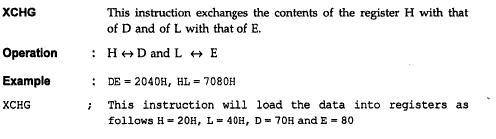 XCHG This instruction exchanges the contents of the register H with that
of D and of L with that of E.
Operation : H ↔ D and L ↔ E
Example : DE = 2040H, HL = 7080H
XCHG ; This instruction will load the data into registers as
follows H = 20H, L = 40H, D = 70H and E = 80